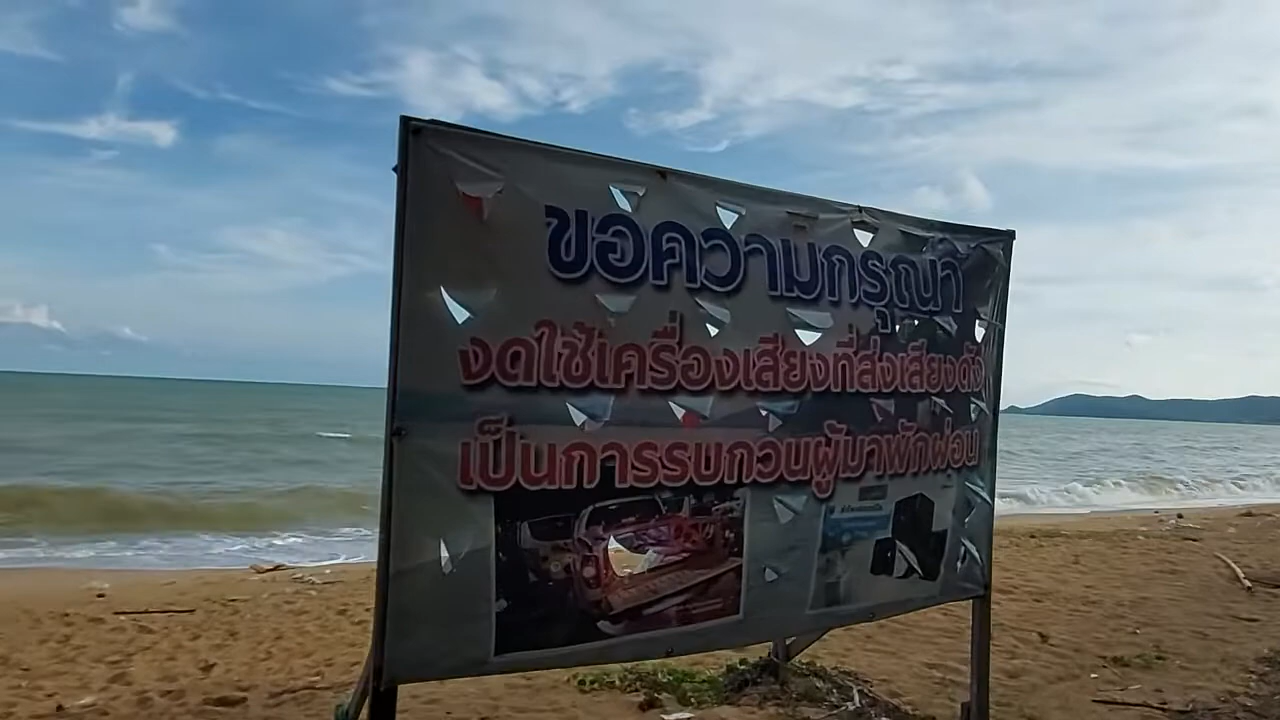 ขอความกรุณา
งดใช้เครื่องเสียงที่ส่งเสียงดัง
เป็นการรบกวนผู้มาพักผ่อน